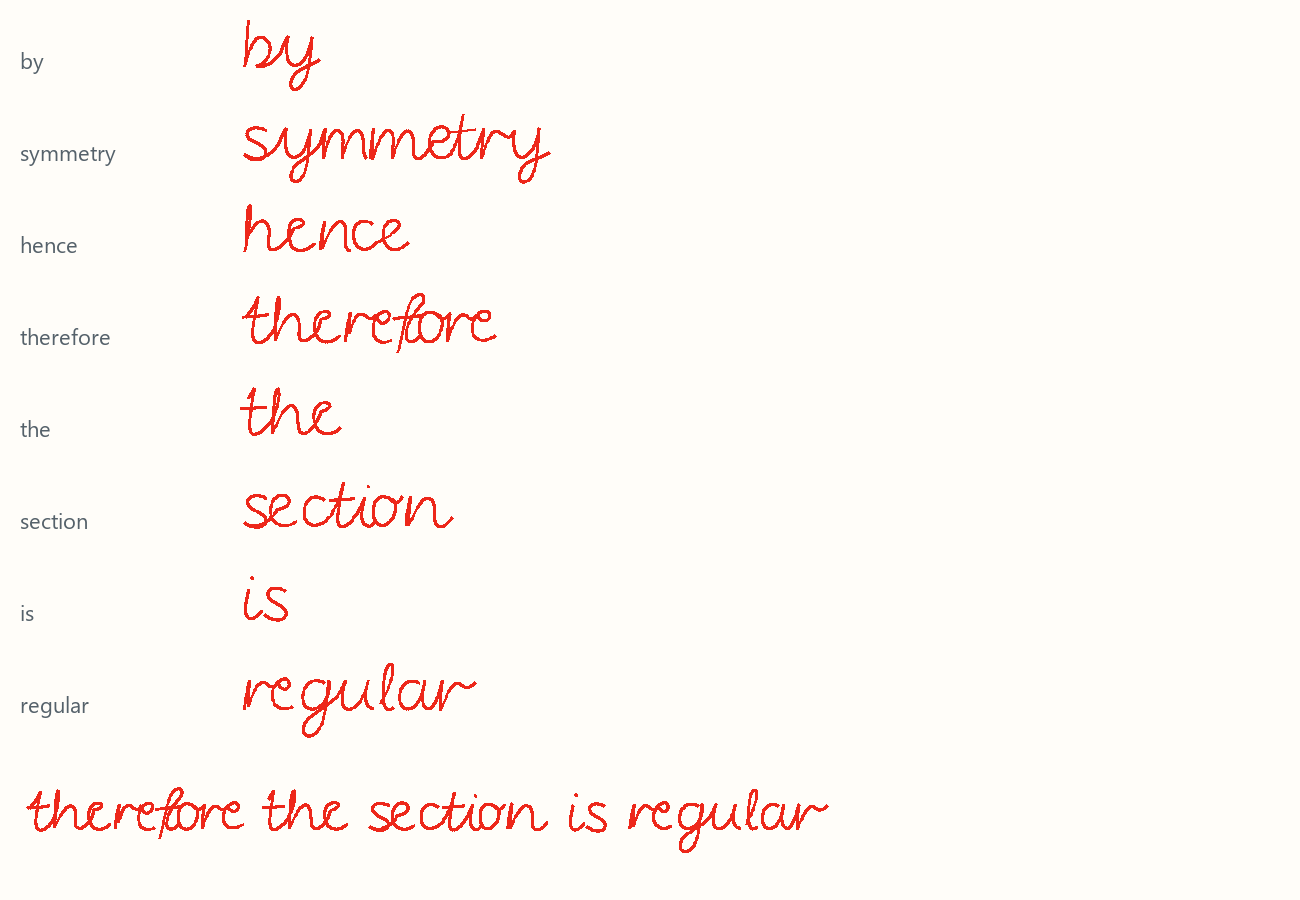 by by
symmetry symmetry
hence hence
therefore therefore
the the
section section
is is
regular regular
therefore the section is regular